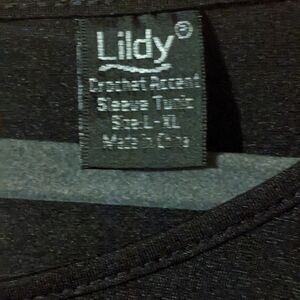 Lildy®
Crochet Accent
Sleeve Tunic
Size:L-XL
Made in China